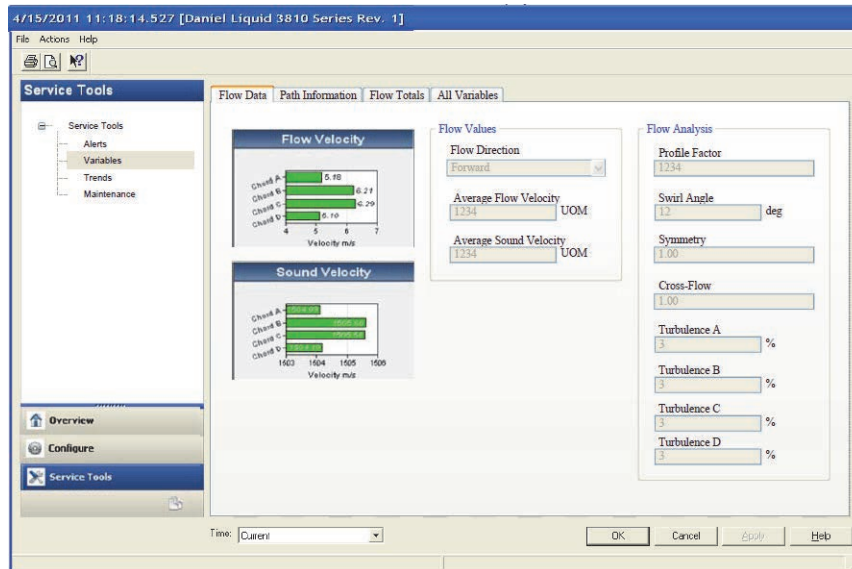 4/15/2011 11:18:14.527 [Daniel Liquid 3810 Series Rev. 1]
File Actions Help
Service Tools
Service Tools
Alerts
Variables
Trends
Maintenance
Overview
Configure
Service Tools
Flow Data Path Information Flow Totals All Variables
Flow Velocity
Chord A 5.18
Chord B 6.21
Chord C 6.29
Chord D 5.10
4 5 6 7
Velocity m/s
Sound Velocity
Chord A
Chord B
Chord C
Chord D
1603 1604 1605 1606
Velocity m/s
Flow Values
Flow Direction
Forward
Average Flow Velocity
1234 UOM
Average Sound Velocity
1234 UOM
Flow Analysis
Profile Factor
1234
Swirl Angle
12 deg
Symmetry
1.00
Cross-Flow
1.00
Turbulence A
3 %
Turbulence B
3 %
Turbulence C
3 %
Turbulence D
3 %
Time: Current
OK Cancel Apply Help